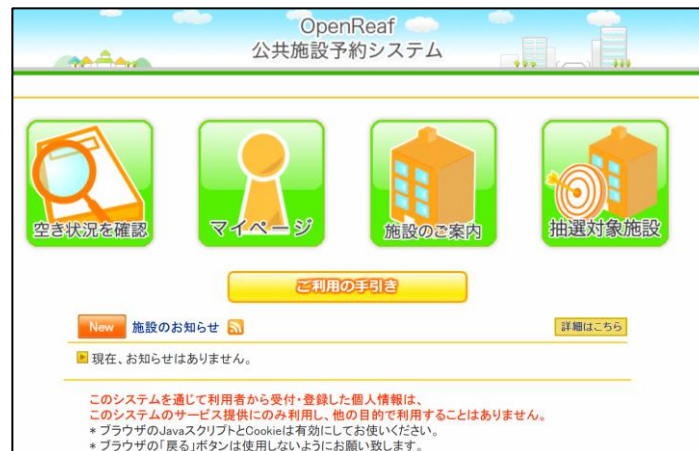 OpenReaf
公共施設予約システム
空き状況を確認
マイページ
施設のご案内
抽選対象施設
ご利用の手引き
New 施設のお知らせ
詳細はこちら
現在、お知らせはありません。
このシステムを通じて利用者から受付・登録した個人情報は、
このシステムのサービス提供にのみ利用し、他の目的で利用することはありません。
* ブラウザのJavaスクリプトとCookieは有効にしてお使いください。
* ブラウザの「戻る」ボタンは使用しないようにお願い致します。